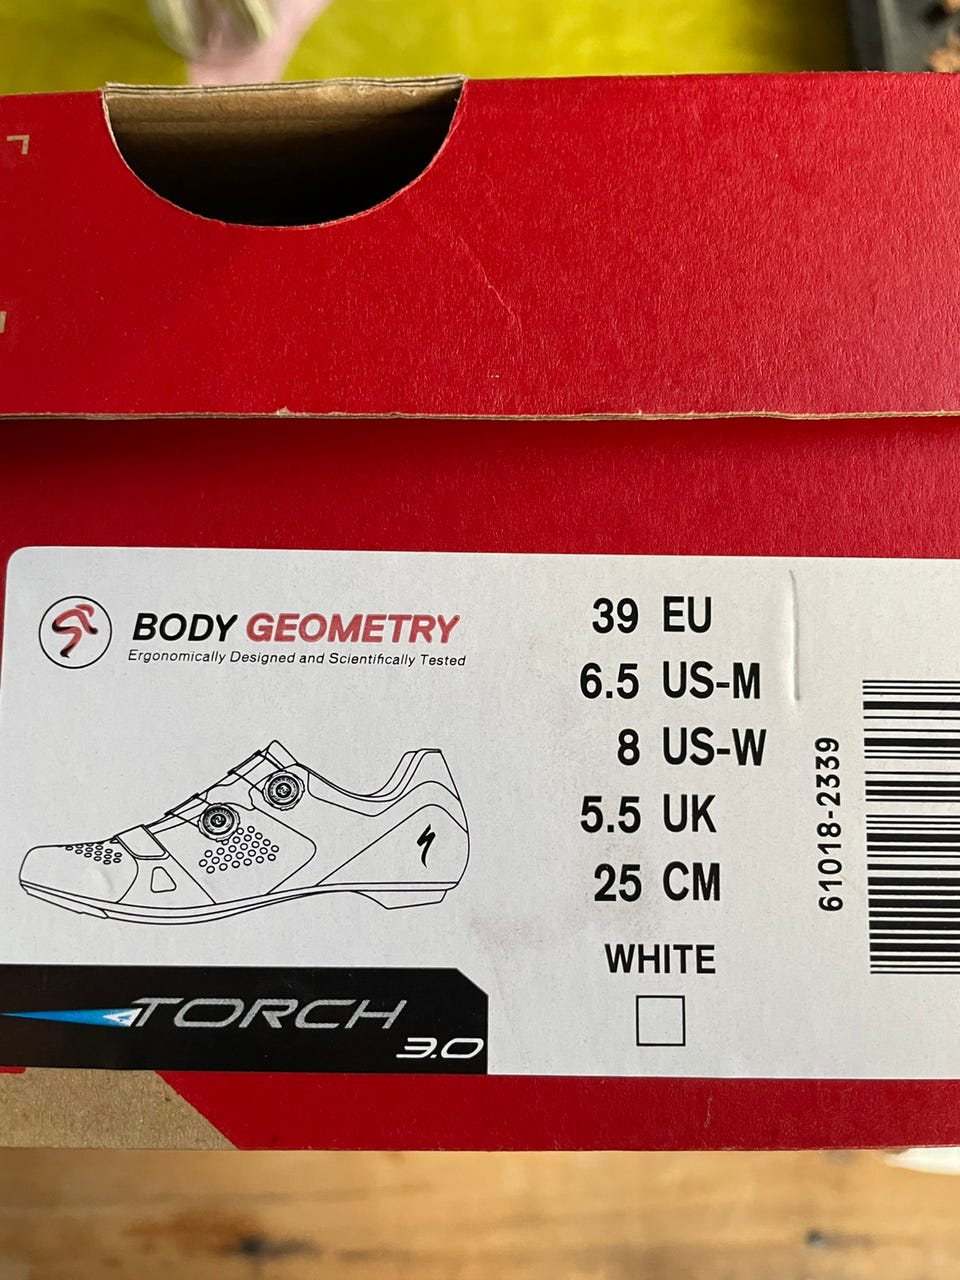 BODY GEOMETRY
Ergonomically Designed and Scientifically Tested
39 EU
6.5 US-M
8 US-W
5.5 UK
25 CM
WHITE
61018-2339
TORCH
3.0